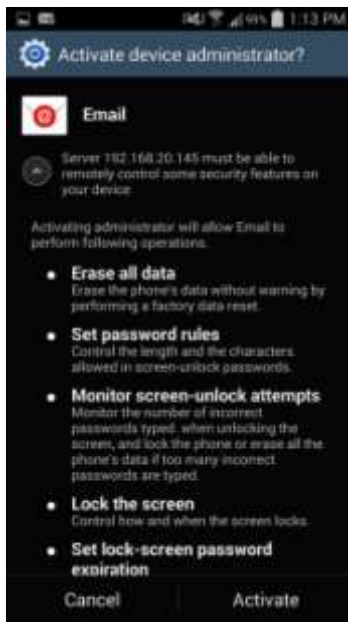 99% 1:13 PM
Activate device administrator?
Email
Server 192.168.20.145 must be able to
remotely control some security features on
your device
Activating administrator will allow Email to
perform following operations.
Erase all data
Erase the phone's data without warning by
performing a factory data reset.
Set password rules
Control the length and the characters
allowed in screen-unlock passwords.
Monitor screen-unlock attempts
Monitor the number of incorrect
passwords typed. when unlocking the
screen, and lock the phone or erase all the
phone's data if too many incorrect
passwords are typed.
Lock the screen
Control how and when the screen locks.
Set lock-screen password
expiration
Cancel
Activate